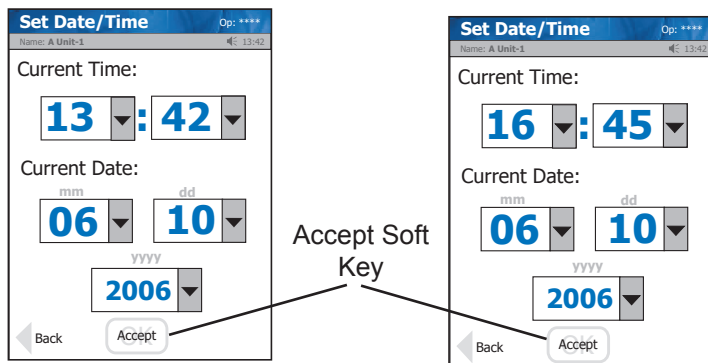 Set Date/Time Op: ****
Name: A Unit-1 13:42
Current Time:
13 : 42
Current Date:
mm dd
06 10
yyyy
2006
Back Accept OK
Accept Soft
Key
Set Date/Time Op: ****
Name: A Unit-1 13:42
Current Time:
16 : 45
Current Date:
mm dd
06 10
yyyy
2006
Back Accept OK